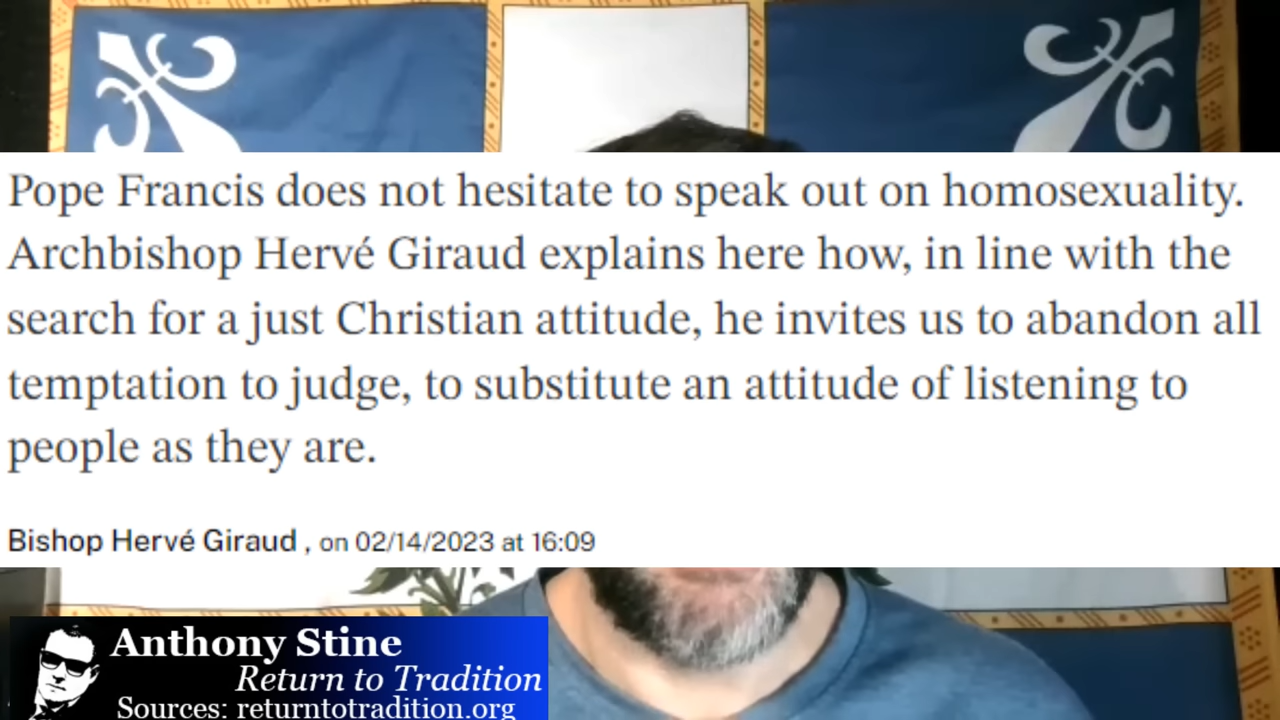 Pope Francis does not hesitate to speak out on homosexuality.
Archbishop Hervé Giraud explains here how, in line with the
search for a just Christian attitude, he invites us to abandon all
temptation to judge, to substitute an attitude of listening to
people as they are.
Bishop Hervé Giraud , on 02/14/2023 at 16:09
Anthony Stine
Return to Tradition
Sources: returntotradition.org